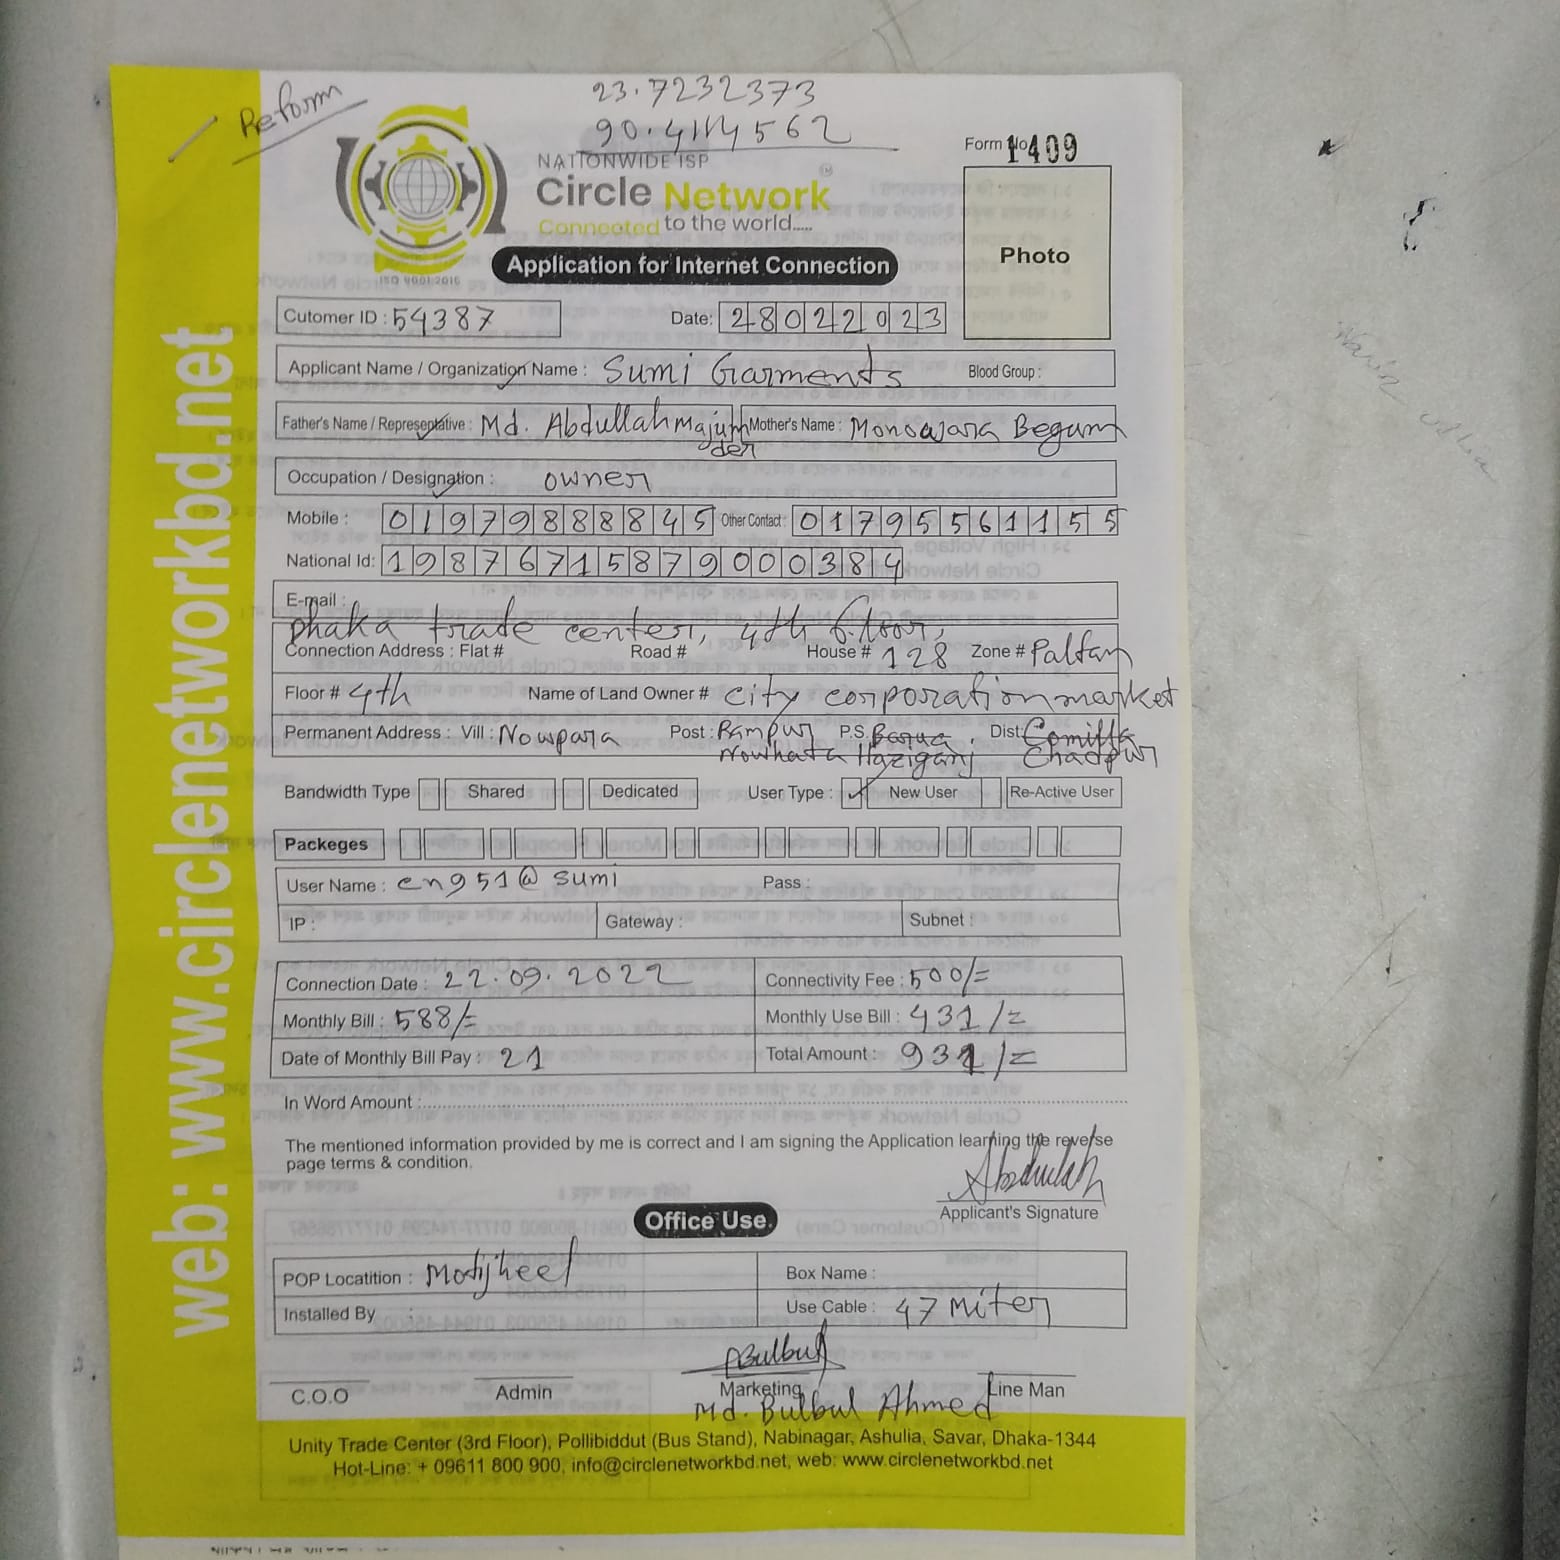 Reform
23.7232373
90.4114562
NATIONWIDE ISP
Form No 1409
Circle Network
Connected to the world.....
ISO 9001:2015
Photo
Application for Internet Connection
Cutomer ID : 54387 Date: 28022023
Applicant Name / Organization Name : Sumi Garments Blood Group :
Father's Name / Represeptative : Md. Abdullah Majumder Mother's Name : Monowara Begum
Occupation / Designation : owner
Mobile : 01979888845 Other Contact : 01795561155
National Id: 19876715879000384
E-mail :
Dhaka trade center, 4th floor,
Connection Address : Flat # Road # House # 128 Zone # Paltan
Floor # 4th Name of Land Owner # city corporation market
Permanent Address : Vill : Nowpara Post : Rampur P.S. Dist: Comilla
Nowhata Haziganj Chadpur
Bandwidth Type Shared Dedicated User Type : ✓ New User Re-Active User
Packeges
User Name : eng51@sumi Pass :
IP : Gateway : Subnet :
Connection Date : 22.09.2022 Connectivity Fee : 500/=
Monthly Bill : 588/= Monthly Use Bill : 431/=
Date of Monthly Bill Pay : 21 Total Amount : 931/=
In Word Amount :
The mentioned information provided by me is correct and I am signing the Application learning the reverse
page terms & condition.
Abdullah
Applicant's Signature
Office Use.
POP Locatition : Motijheel Box Name :
Installed By : Use Cable : 47 Miter
Bulbul
C.O.O Admin Marketing Line Man
Md. Bulbul Ahmed
Unity Trade Center (3rd Floor), Pollibiddut (Bus Stand), Nabinagar, Ashulia, Savar, Dhaka-1344
Hot-Line: + 09611 800 900, info@circlenetworkbd.net, web: www.circlenetworkbd.net
web: www.circlenetworkbd.net